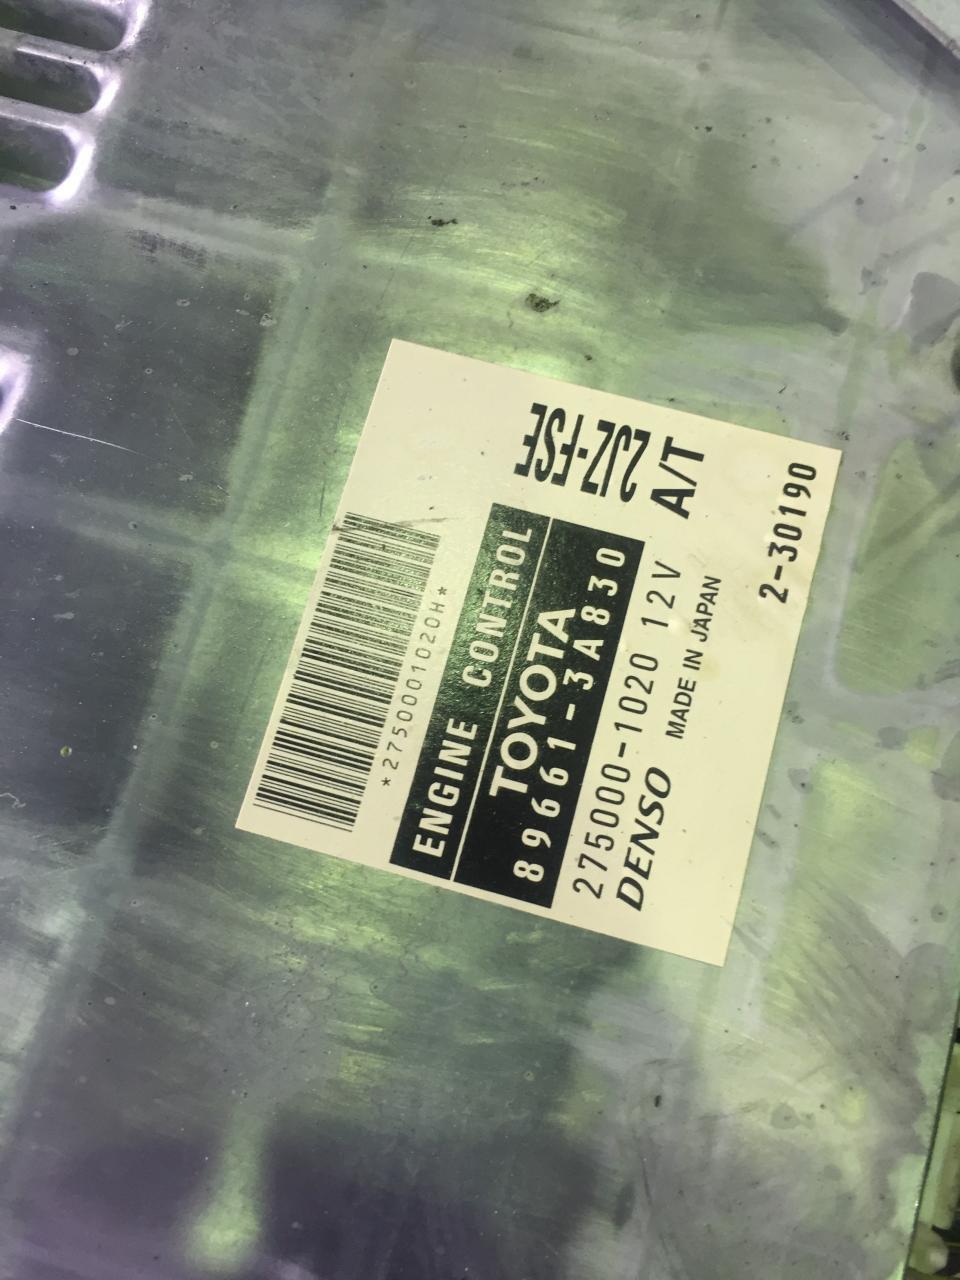 *2750001020H*
2JZ-FSE
ENGINE CONTROL
A/T
TOYOTA
89661-3A830
275000-1020 12V
DENSO MADE IN JAPAN
2-30190